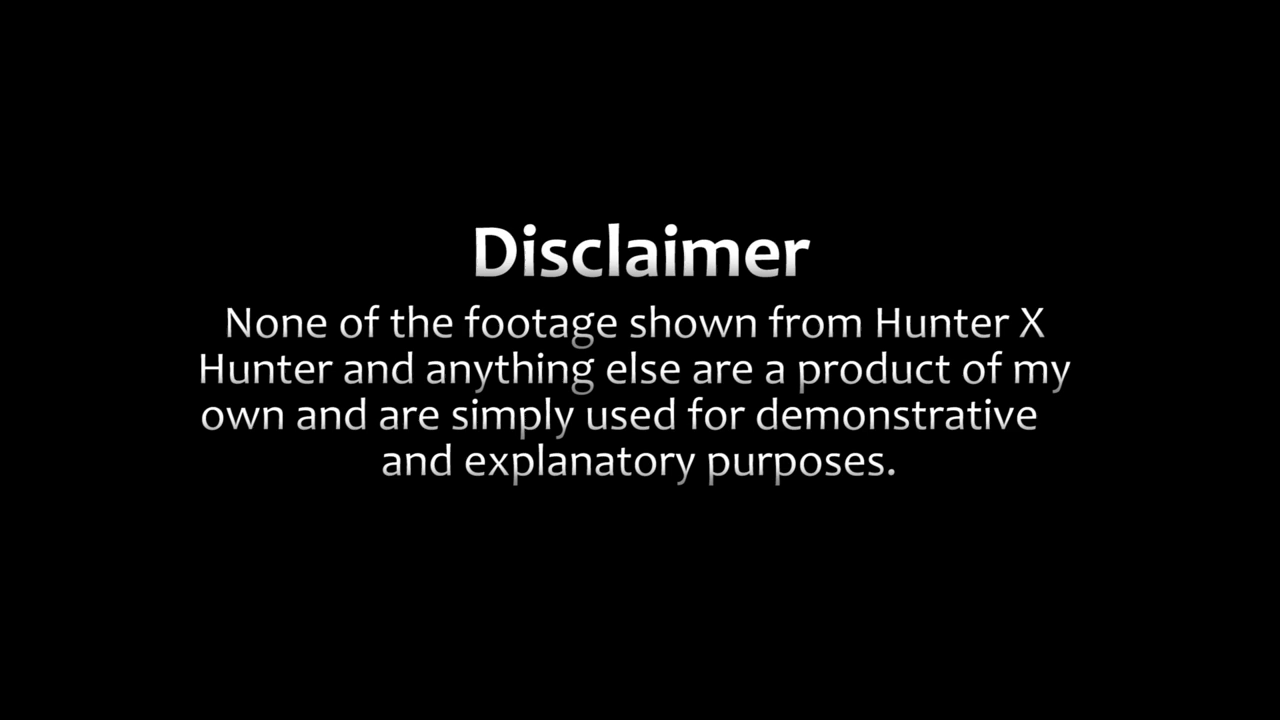 Disclaimer
None of the footage shown from Hunter X
Hunter and anything else are a product of my
own and are simply used for demonstrative
and explanatory purposes.